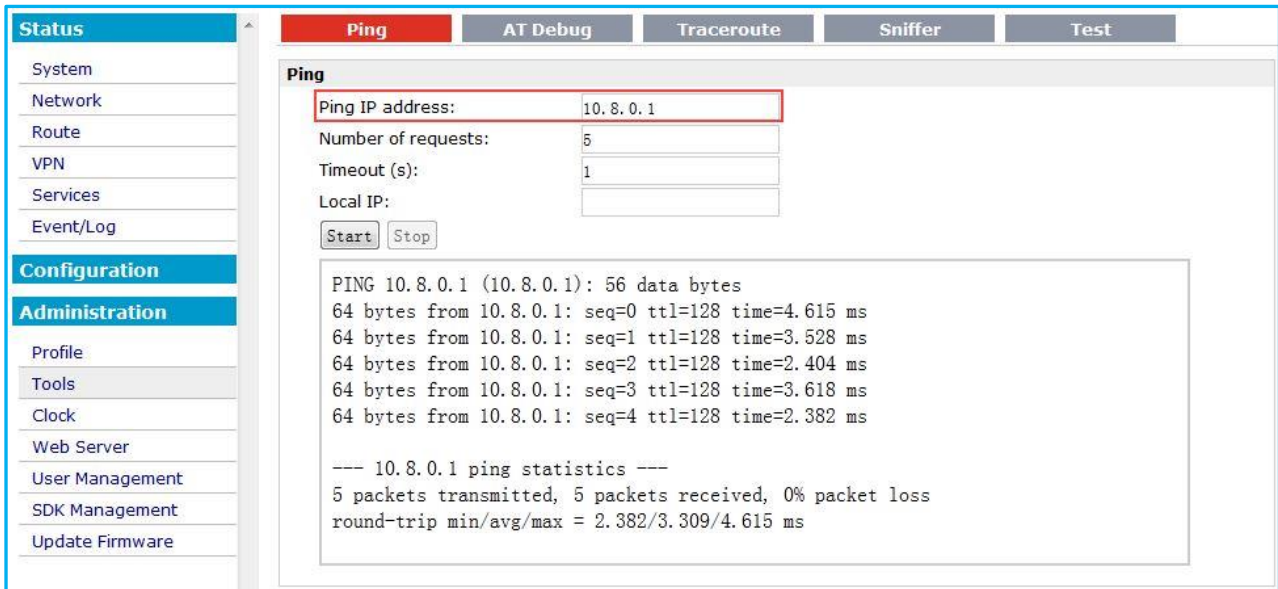 Status
System
Network
Route
VPN
Services
Event/Log
Configuration
Administration
Profile
Tools
Clock
Web Server
User Management
SDK Management
Update Firmware
Ping AT Debug Traceroute Sniffer Test
Ping
Ping IP address: 10.8.0.1
Number of requests: 5
Timeout (s): 1
Local IP:
Start Stop
PING 10.8.0.1 (10.8.0.1): 56 data bytes
64 bytes from 10.8.0.1: seq=0 ttl=128 time=4.615 ms
64 bytes from 10.8.0.1: seq=1 ttl=128 time=3.528 ms
64 bytes from 10.8.0.1: seq=2 ttl=128 time=2.404 ms
64 bytes from 10.8.0.1: seq=3 ttl=128 time=3.618 ms
64 bytes from 10.8.0.1: seq=4 ttl=128 time=2.382 ms
--- 10.8.0.1 ping statistics ---
5 packets transmitted, 5 packets received, 0% packet loss
round-trip min/avg/max = 2.382/3.309/4.615 ms